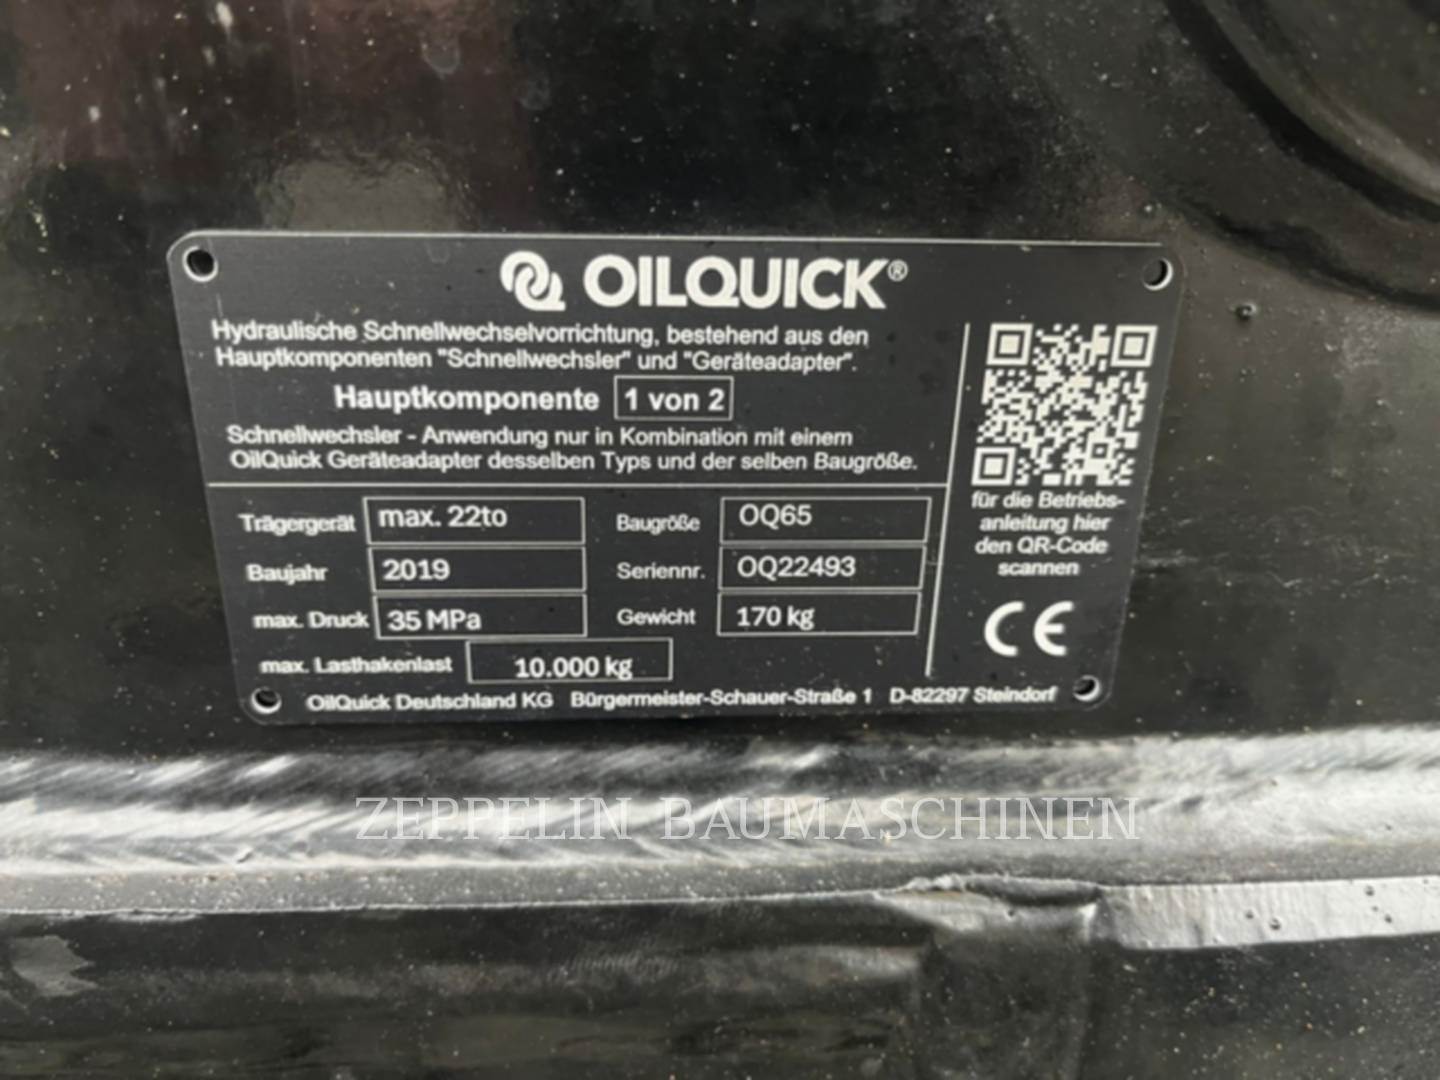 OILQUICK®
Hydraulische Schnellwechselvorrichtung, bestehend aus den
Hauptkomponenten "Schnellwechsler" und "Geräteadapter".
Hauptkomponente 1 von 2
Schnellwechsler - Anwendung nur in Kombination mit einem
OilQuick Geräteadapter desselben Typs und der selben Baugröße.
Trägergerät max. 22to Baugröße OQ65
Baujahr 2019 Seriennr. OQ22493
max. Druck 35 MPa Gewicht 170 kg
max. Lasthakenlast 10.000 kg
für die Betriebs-
anleitung hier
den QR-Code
scannen
CE
OilQuick Deutschland KG Bürgermeister-Schauer-Straße 1 D-82297 Steindorf
ZEPPELIN BAUMASCHINEN